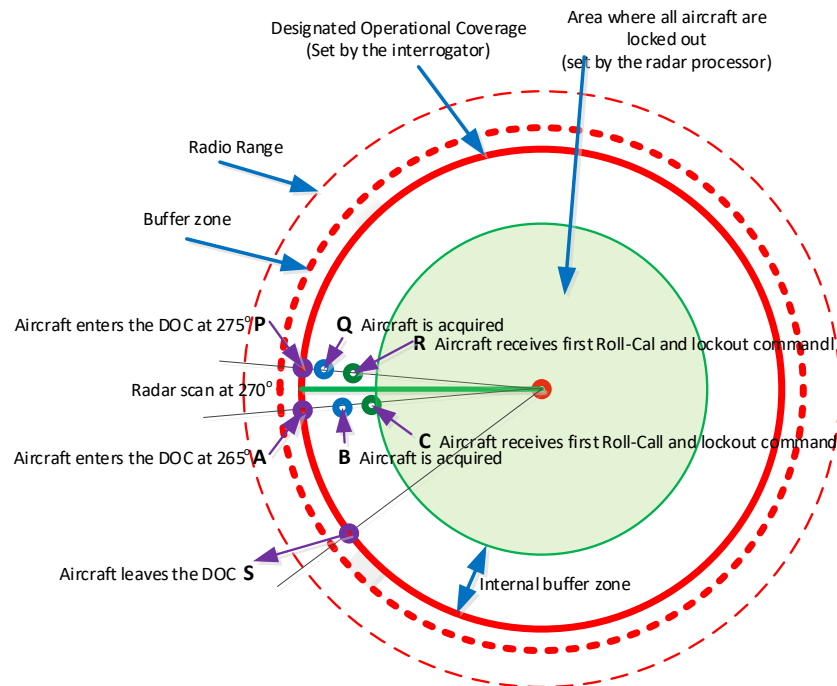 Designated Operational Coverage
(Set by the interrogator)
Area where all aircraft are
locked out
(set by the radar processor)
Radio Range
Buffer zone
Aircraft enters the DOC at 275° P
Q Aircraft is acquired
R Aircraft receives first Roll-Cal and lockout command
Radar scan at 270°
Aircraft enters the DOC at 265° A
B Aircraft is acquired
C Aircraft receives first Roll-Call and lockout command
Aircraft leaves the DOC S
Internal buffer zone